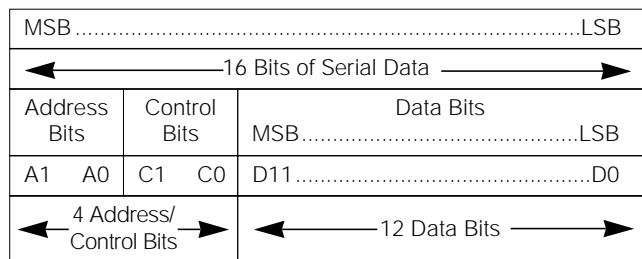 MSB...............................................................................LSB
16 Bits of Serial Data
Address Bits
Control Bits
Data Bits
MSB...........................................LSB
A1 A0 C1 C0 D11..............................................D0
4 Address/
Control Bits
12 Data Bits